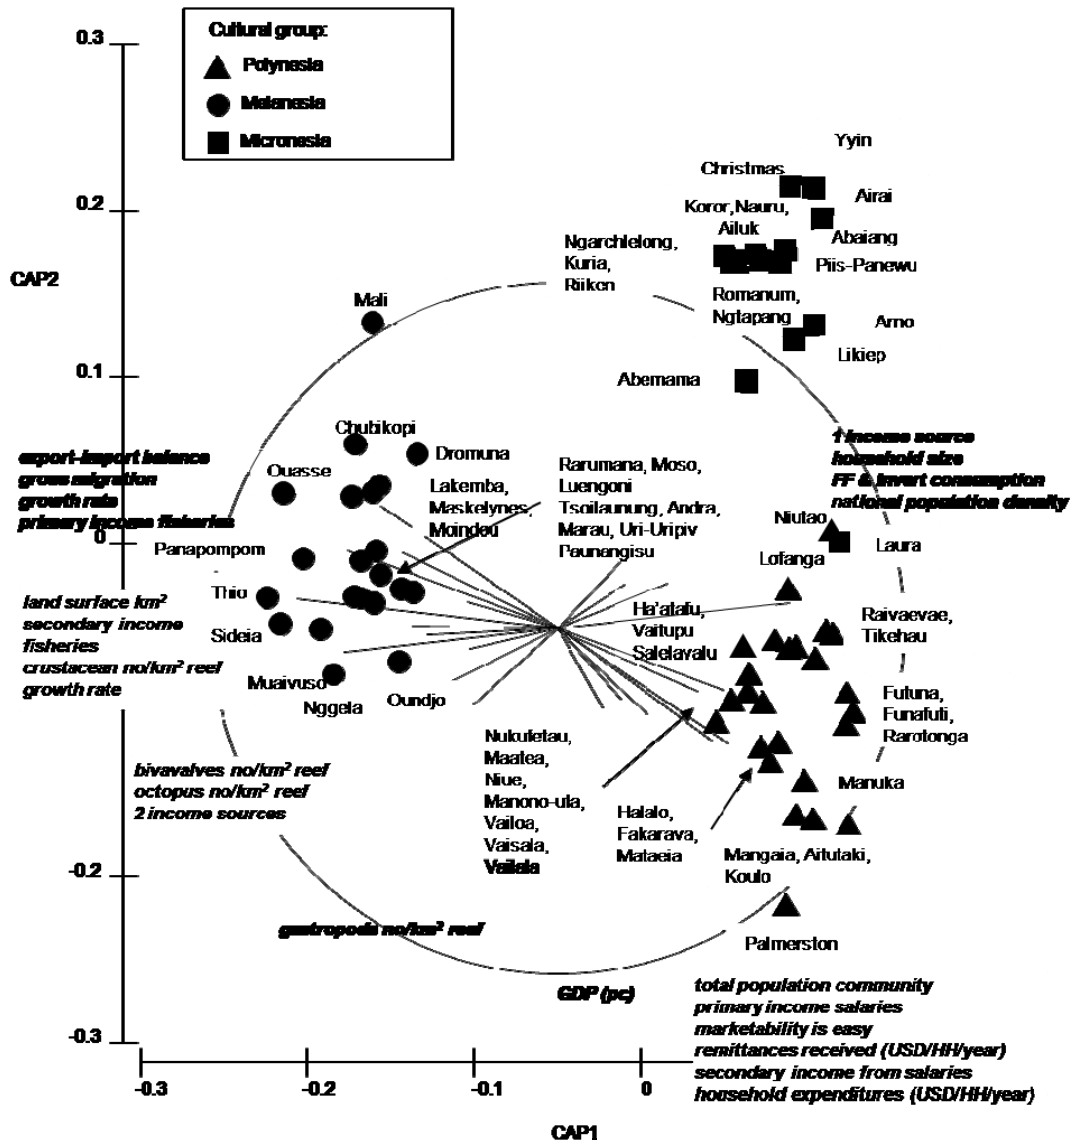 Cultural group:
Polynesia
Melanesia
Micronesia
0.3
0.2
CAP2
0.1
0
-0.2
-0.3
-0.3
-0.2
-0.1
0
CAP1
Yyin
Christmas
Airai
Koror,Nauru,
Ailuk
Abaiang
Ngarchlelong,
Kuria,
Riiken
Piis-Panewu
Romanum,
Ngtapang
Arno
Likiep
Abemama
Mali
Chubikopi
Dromuna
Ouasse
Lakemba,
Maskelynes,
Moindou
Rarumana, Moso,
Luengoni
Tsoilaunung, Andra,
Marau, Uri-Uripiv
Paunangisu
export-import balance
gross migration
growth rate
primary income fisheries
1 income source
household size
FF & invert consumption
national population density
Niutao
Laura
Lofanga
Panapompom
Thio
Sideia
land surface km²
secondary income
fisheries
crustacean no/km² reef
growth rate
Muaivuso
Nggela
Oundjo
Ha'atafu,
Vaitupu
Salelavalu
Raivaevae,
Tikehau
Futuna,
Funafuti,
Rarotonga
bivavalves no/km² reef
octopus no/km² reef
2 income sources
Nukufetau,
Maatea,
Niue,
Manono-uta,
Vailoa,
Vaisala,
Vailala
Halalo,
Fakarava,
Mataeia
Manuka
Mangaia, Aitutaki,
Koulo
gastropods no/km² reef
Palmerston
GDP (pc)
total population community
primary income salaries
marketability is easy
remittances received (USD/HH/year)
secondary income from salaries
household expenditures (USD/HH/year)